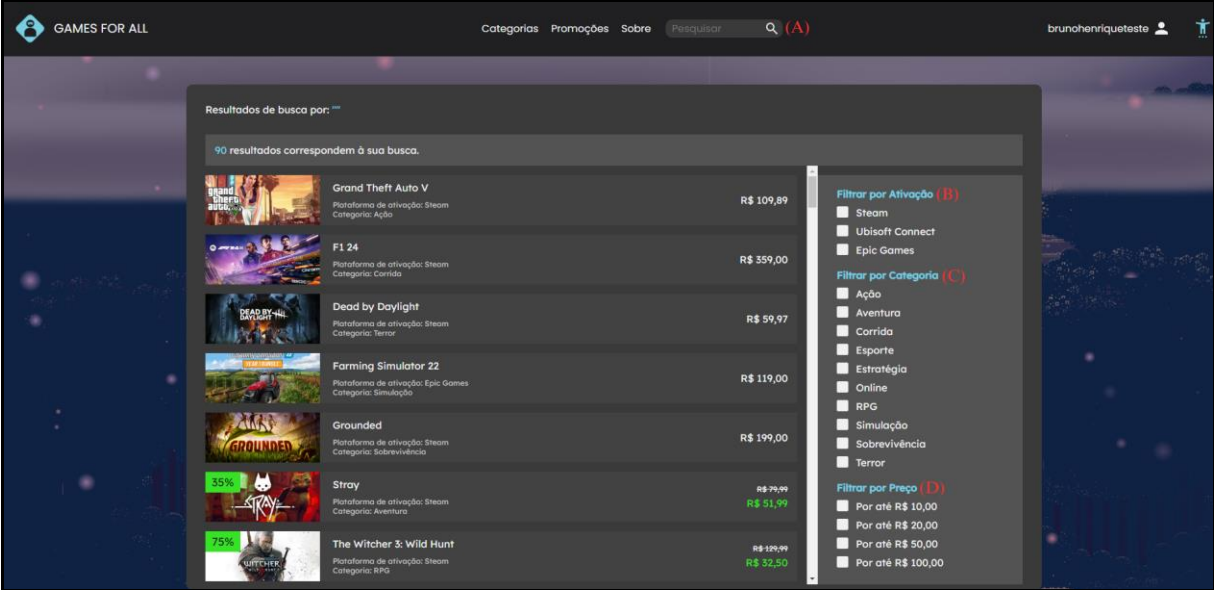 GAMES FOR ALL
Categorias Promoções Sobre Pesquisar (A)
brunohenriqueteste
Resultados de busca por: ""
90 resultados correspondem à sua busca.
Grand Theft Auto V
Plataforma de ativação: Steam
Categoria: Ação
R$ 109,89
F1 24
Plataforma de ativação: Steam
Categoria: Corrida
R$ 359,00
DEAD BY DAYLIGHT
Dead by Daylight
Plataforma de ativação: Steam
Categoria: Terror
R$ 59,97
Farming Simulator 22
Plataforma de ativação: Epic Games
Categoria: Simulação
R$ 119,00
GROUNDED
Grounded
Plataforma de ativação: Steam
Categoria: Sobrevivência
R$ 199,00
35%
STRAY
Stray
Plataforma de ativação: Steam
Categoria: Aventura
R$ 79,99
R$ 51,99
75%
WITCHER
The Witcher 3: Wild Hunt
Plataforma de ativação: Steam
Categoria: RPG
R$ 129,99
R$ 32,50
Filtrar por Ativação (B)
Steam
Ubisoft Connect
Epic Games
Filtrar por Categoria (C)
Ação
Aventura
Corrida
Esporte
Estratégia
Online
RPG
Simulação
Sobrevivência
Terror
Filtrar por Preço (D)
Por até R$ 10,00
Por até R$ 20,00
Por até R$ 50,00
Por até R$ 100,00